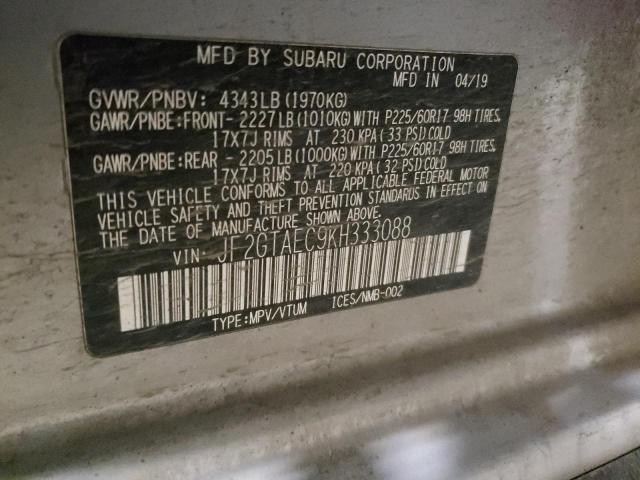 MFD BY SUBARU CORPORATION
MFD IN 04/19
GVWR/PNBV: 4343LB(1970KG)
GAWR/PNBE:FRONT- 2227LB(1010KG)WITH P225/60R17 98H TIRES,
17X7J RIMS AT 230 KPA(33 PSI)COLD
GAWR/PNBE:REAR - 2205LB(1000KG)WITH P225/60R17 98H TIRES,
17X7J RIMS AT 220 KPA(32 PSI)COLD
THIS VEHICLE CONFORMS TO ALL APPLICABLE FEDERAL MOTOR
VEHICLE SAFETY AND THEFT PREVENTION STANDARDS IN EFFECT ON
THE DATE OF MANUFACTURE SHOWN ABOVE.
VIN: JF2GTAEC9KH333088
TYPE:MPV/VTUM ICES/NMB-002